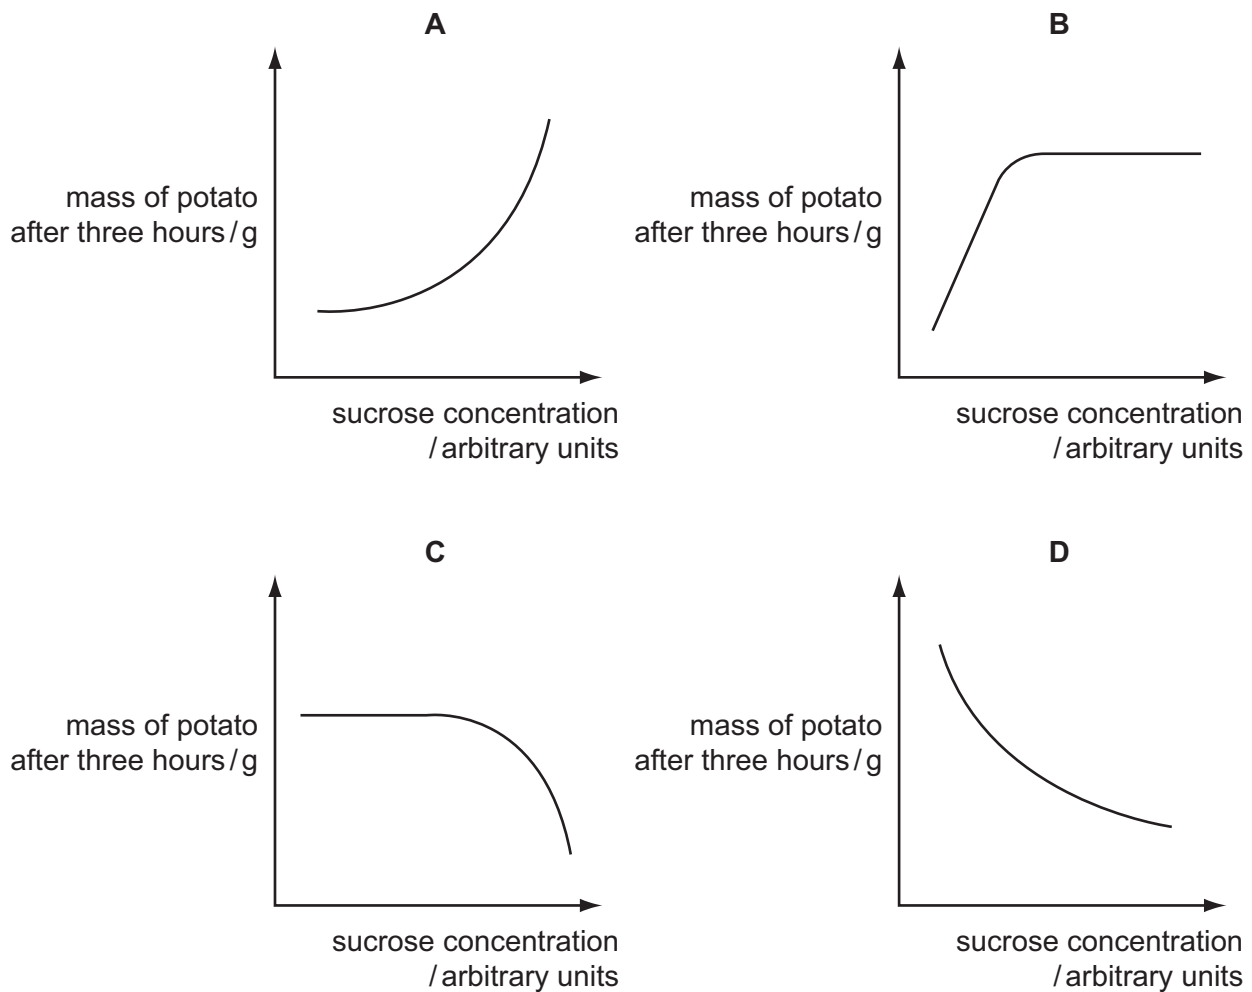 A
mass of potato
after three hours / g
sucrose concentration
/ arbitrary units
B
mass of potato
after three hours / g
sucrose concentration
/ arbitrary units
C
mass of potato
after three hours / g
sucrose concentration
/ arbitrary units
D
mass of potato
after three hours / g
sucrose concentration
/ arbitrary units